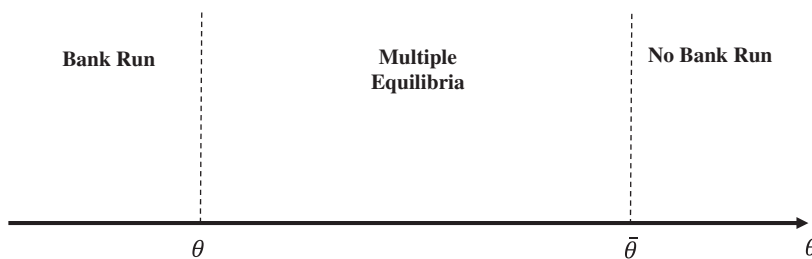 Bank Run
Multiple
Equilibria
No Bank Run
θ
θ̄
θ